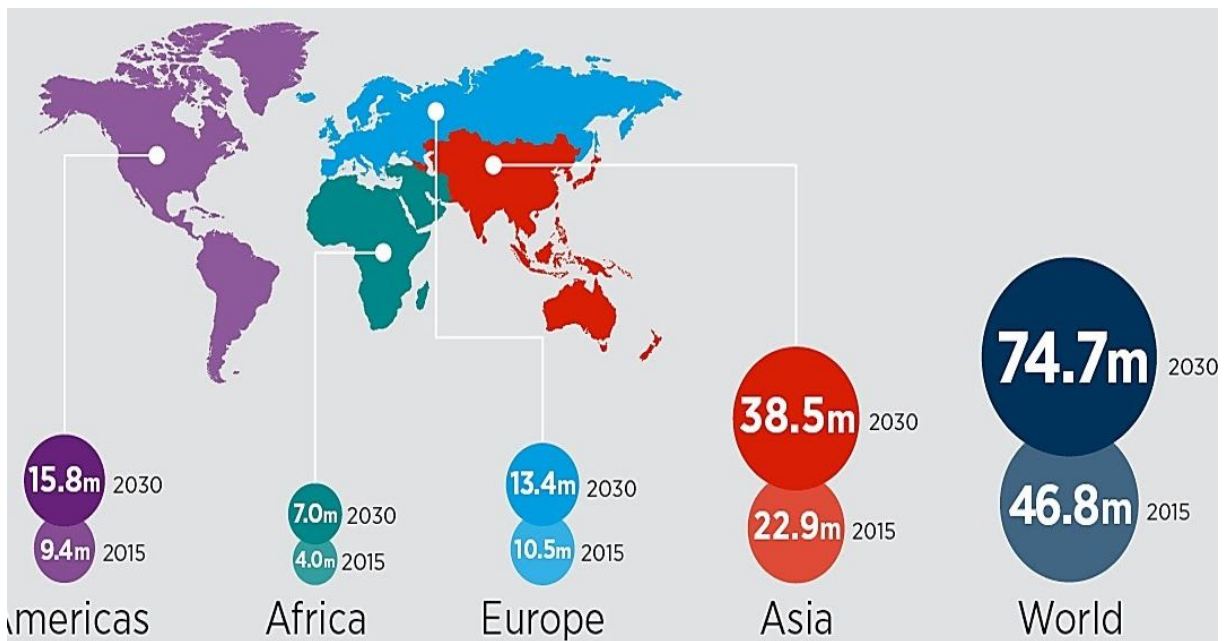 74.7m 2030
38.5m 2030
15.8m 2030
13.4m 2030
7.0m 2030
46.8m 2015
22.9m 2015
9.4m 2015
4.0m 2015
10.5m 2015
Americas Africa Europe Asia World